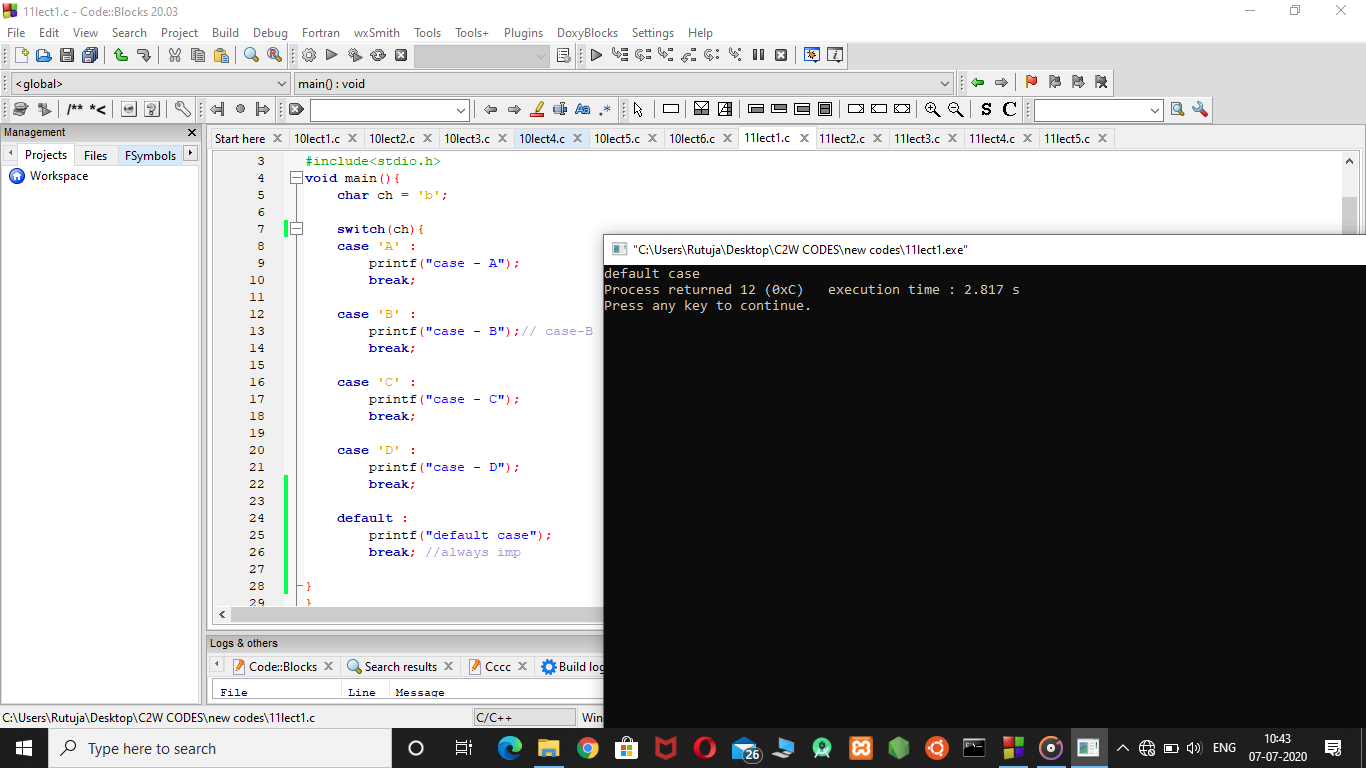 11lect1.c - Code::Blocks 20.03
File Edit View Search Project Build Debug Fortran wxSmith Tools Tools+ Plugins DoxyBlocks Settings Help
<global> main() : void
/** *< Aa .* S C
Management
Projects Files FSymbols
Workspace
Start here 10lect1.c 10lect2.c 10lect3.c 10lect4.c 10lect5.c 10lect6.c 11lect1.c 11lect2.c 11lect3.c 11lect4.c 11lect5.c
3 #include<stdio.h>
4 void main(){
5 char ch = 'b';
6
7 switch(ch){
8 case 'A' :
9 printf("case - A");
10 break;
11
12 case 'B' :
13 printf("case - B");// case-B
14 break;
15
16 case 'C' :
17 printf("case - C");
18 break;
19
20 case 'D' :
21 printf("case - D");
22 break;
23
24 default :
25 printf("default case");
26 break; //always imp
27
28 }
29 }
"C:\Users\Rutuja\Desktop\C2W CODES\new codes\11lect1.exe"
default case
Process returned 12 (0xC)   execution time : 2.817 s
Press any key to continue.
Logs & others
Code::Blocks Search results Cccc Build log
File Line Message
C:\Users\Rutuja\Desktop\C2W CODES\new codes\11lect1.c C/C++ Win
Type here to search
26
ENG
10:43
07-07-2020